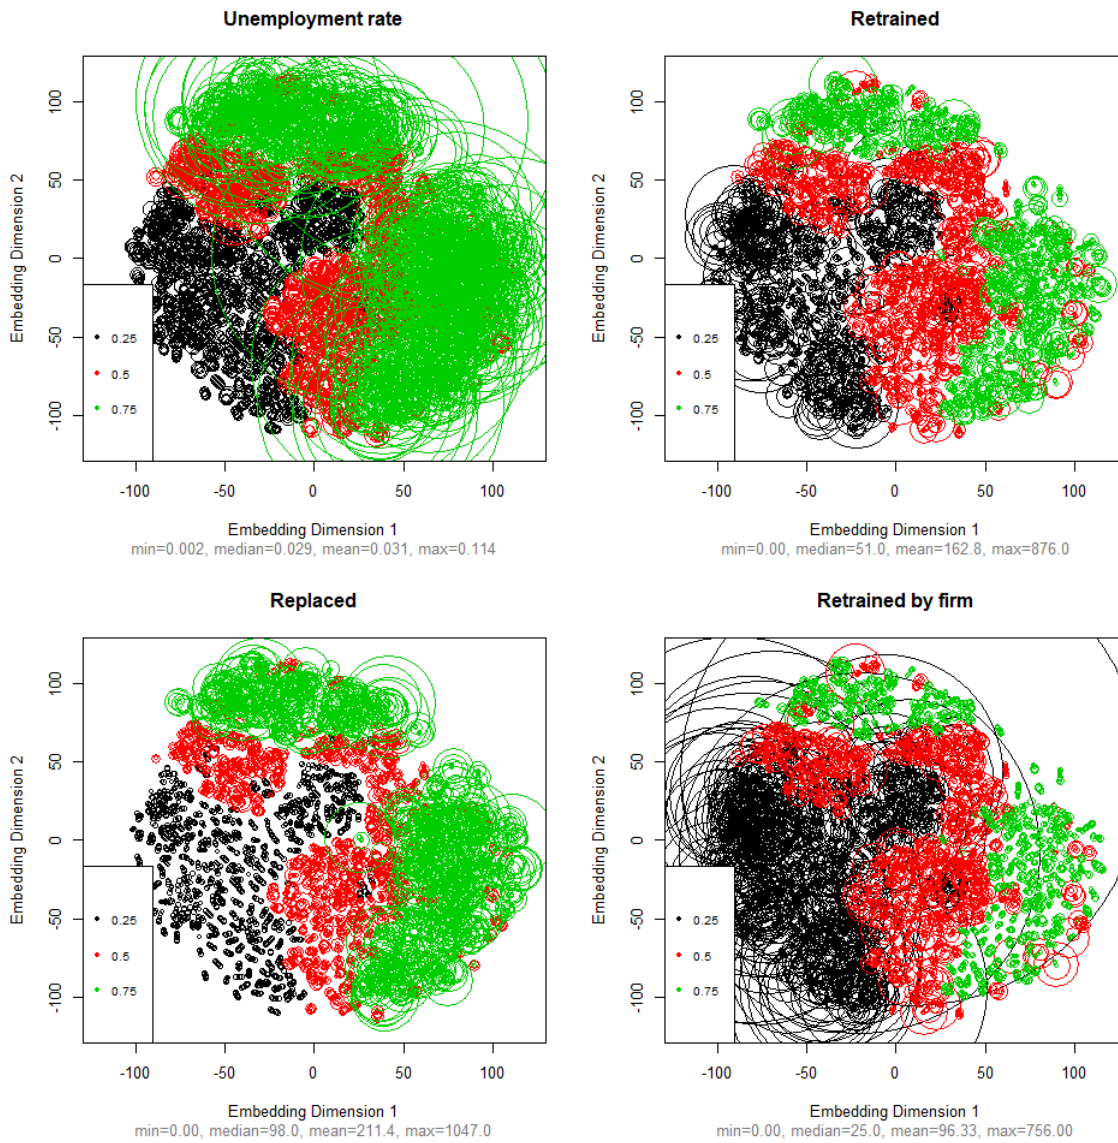 Unemployment rate
100
50
0
-50
-100
Embedding Dimension 2
0.25
0.5
0.75
-100 -50 0 50 100
Embedding Dimension 1
min=0.002, median=0.029, mean=0.031, max=0.114
Retrained
100
50
0
-50
-100
Embedding Dimension 2
0.25
0.5
0.75
-100 -50 0 50 100
Embedding Dimension 1
min=0.00, median=51.0, mean=162.8, max=876.0
Replaced
100
50
0
-50
-100
Embedding Dimension 2
0.25
0.5
0.75
-100 -50 0 50 100
Embedding Dimension 1
min=0.00, median=98.0, mean=211.4, max=1047.0
Retrained by firm
100
50
0
-50
-100
Embedding Dimension 2
0.25
0.5
0.75
-100 -50 0 50 100
Embedding Dimension 1
min=0.00, median=25.0, mean=96.33, max=756.00